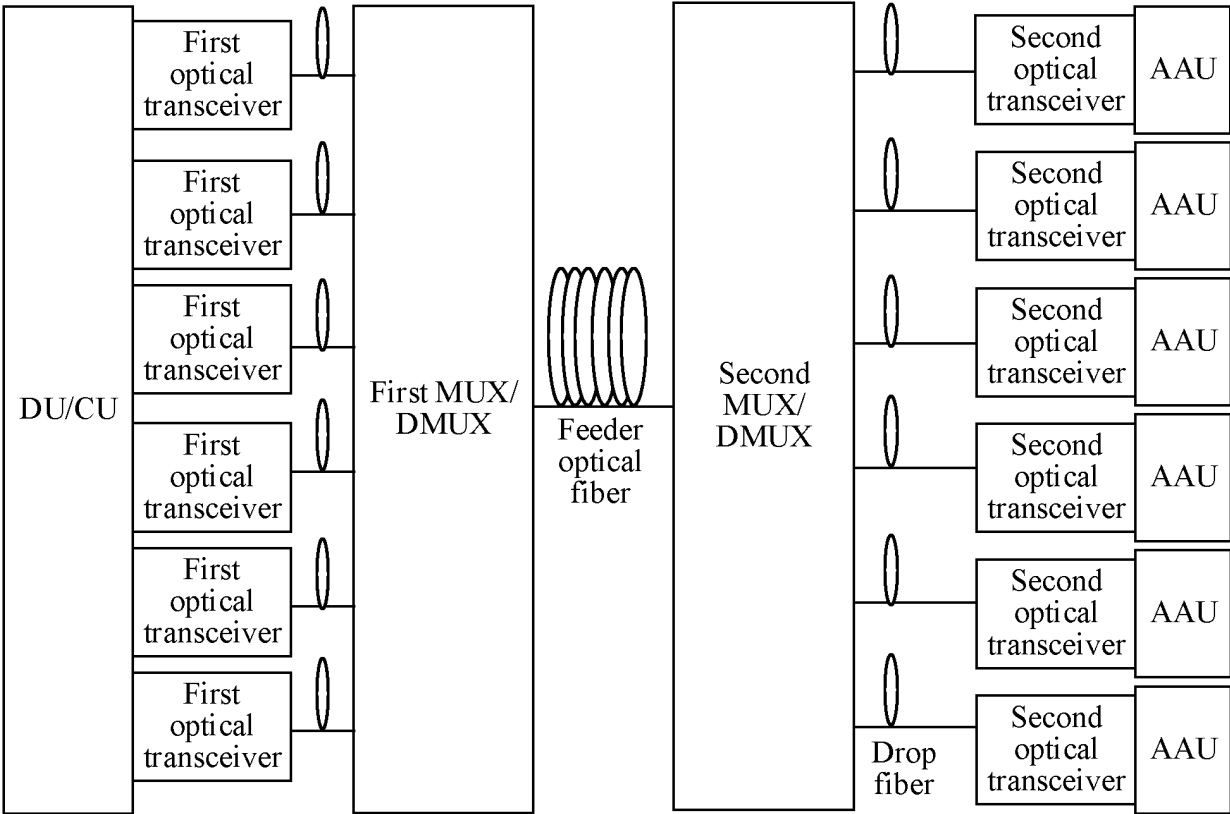 DU/CU
First
optical
transceiver
First
optical
transceiver
First
optical
transceiver
First
optical
transceiver
First
optical
transceiver
First
optical
transceiver
First MUX/
DMUX
Feeder
optical
fiber
Second
MUX/
DMUX
Drop
fiber
Second
optical
transceiver
AAU
Second
optical
transceiver
AAU
Second
optical
transceiver
AAU
Second
optical
transceiver
AAU
Second
optical
transceiver
AAU
Second
optical
transceiver
AAU